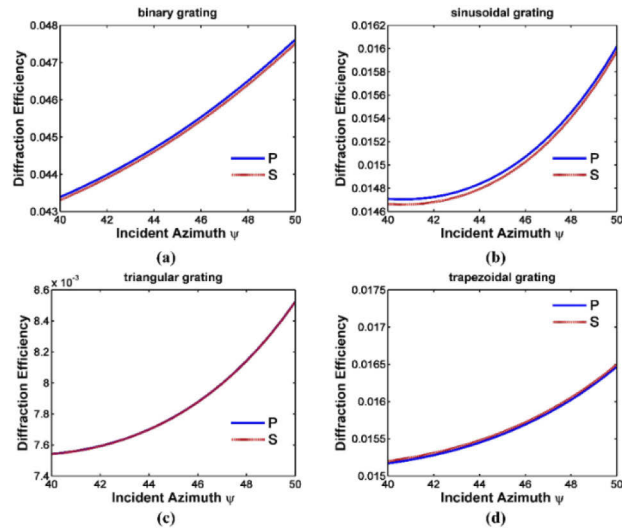 binary grating
0.048
0.047
0.045
0.044
0.043
Diffraction Efficiency
P
S
40 42 44 46 48 50
Incident Azimuth ψ
(a)
sinusoidal grating
0.0162
0.016
0.0162
0.0156
0.0154
0.0152
0.015
0.0148
0.0146
Diffraction Efficiency
P
S
40 42 44 46 48 50
Incident Azimuth ψ
(b)
triangular grating
x 10⁻³
8.6
8.4
8.2
8
7.8
7.6
7.4
Diffraction Efficiency
P
S
40 42 44 46 48 50
Incident Azimuth ψ
(c)
trapezoidal grating
0.0175
0.017
0.0165
0.016
0.0155
0.015
Diffraction Efficiency
P
S
40 42 44 46 48 50
Incident Azimuth ψ
(d)